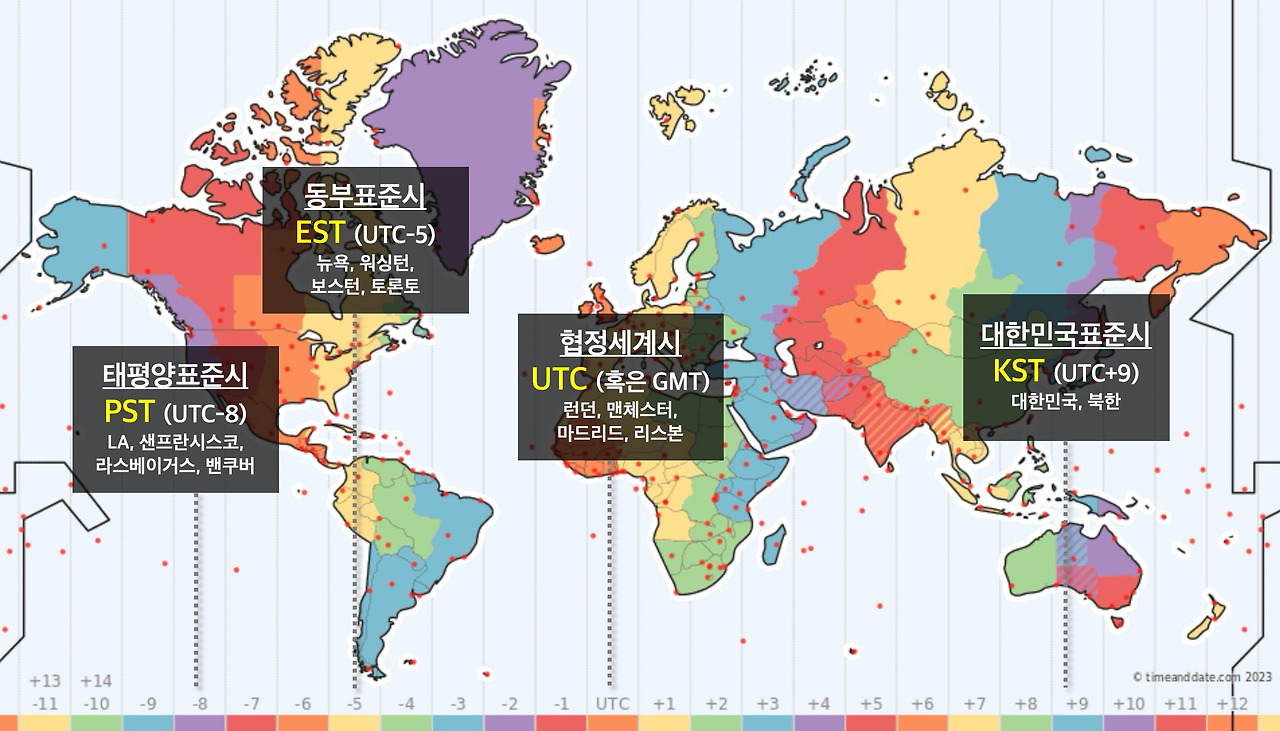 동부표준시
EST (UTC-5)
뉴욕, 워싱턴,
보스턴, 토론토
태평양표준시
PST (UTC-8)
LA, 샌프란시스코,
라스베이거스, 밴쿠버
협정세계시
UTC (혹은 GMT)
런던, 맨체스터,
마드리드, 리스본
대한민국표준시
KST (UTC+9)
대한민국, 북한
© timeanddate.com 2023
+13 +14
-11 -10 -9 -8 -7 -6 -5 -4 -3 -2 -1 UTC +1 +2 +3 +4 +5 +6 +7 +8 +9 +10 +11 +12